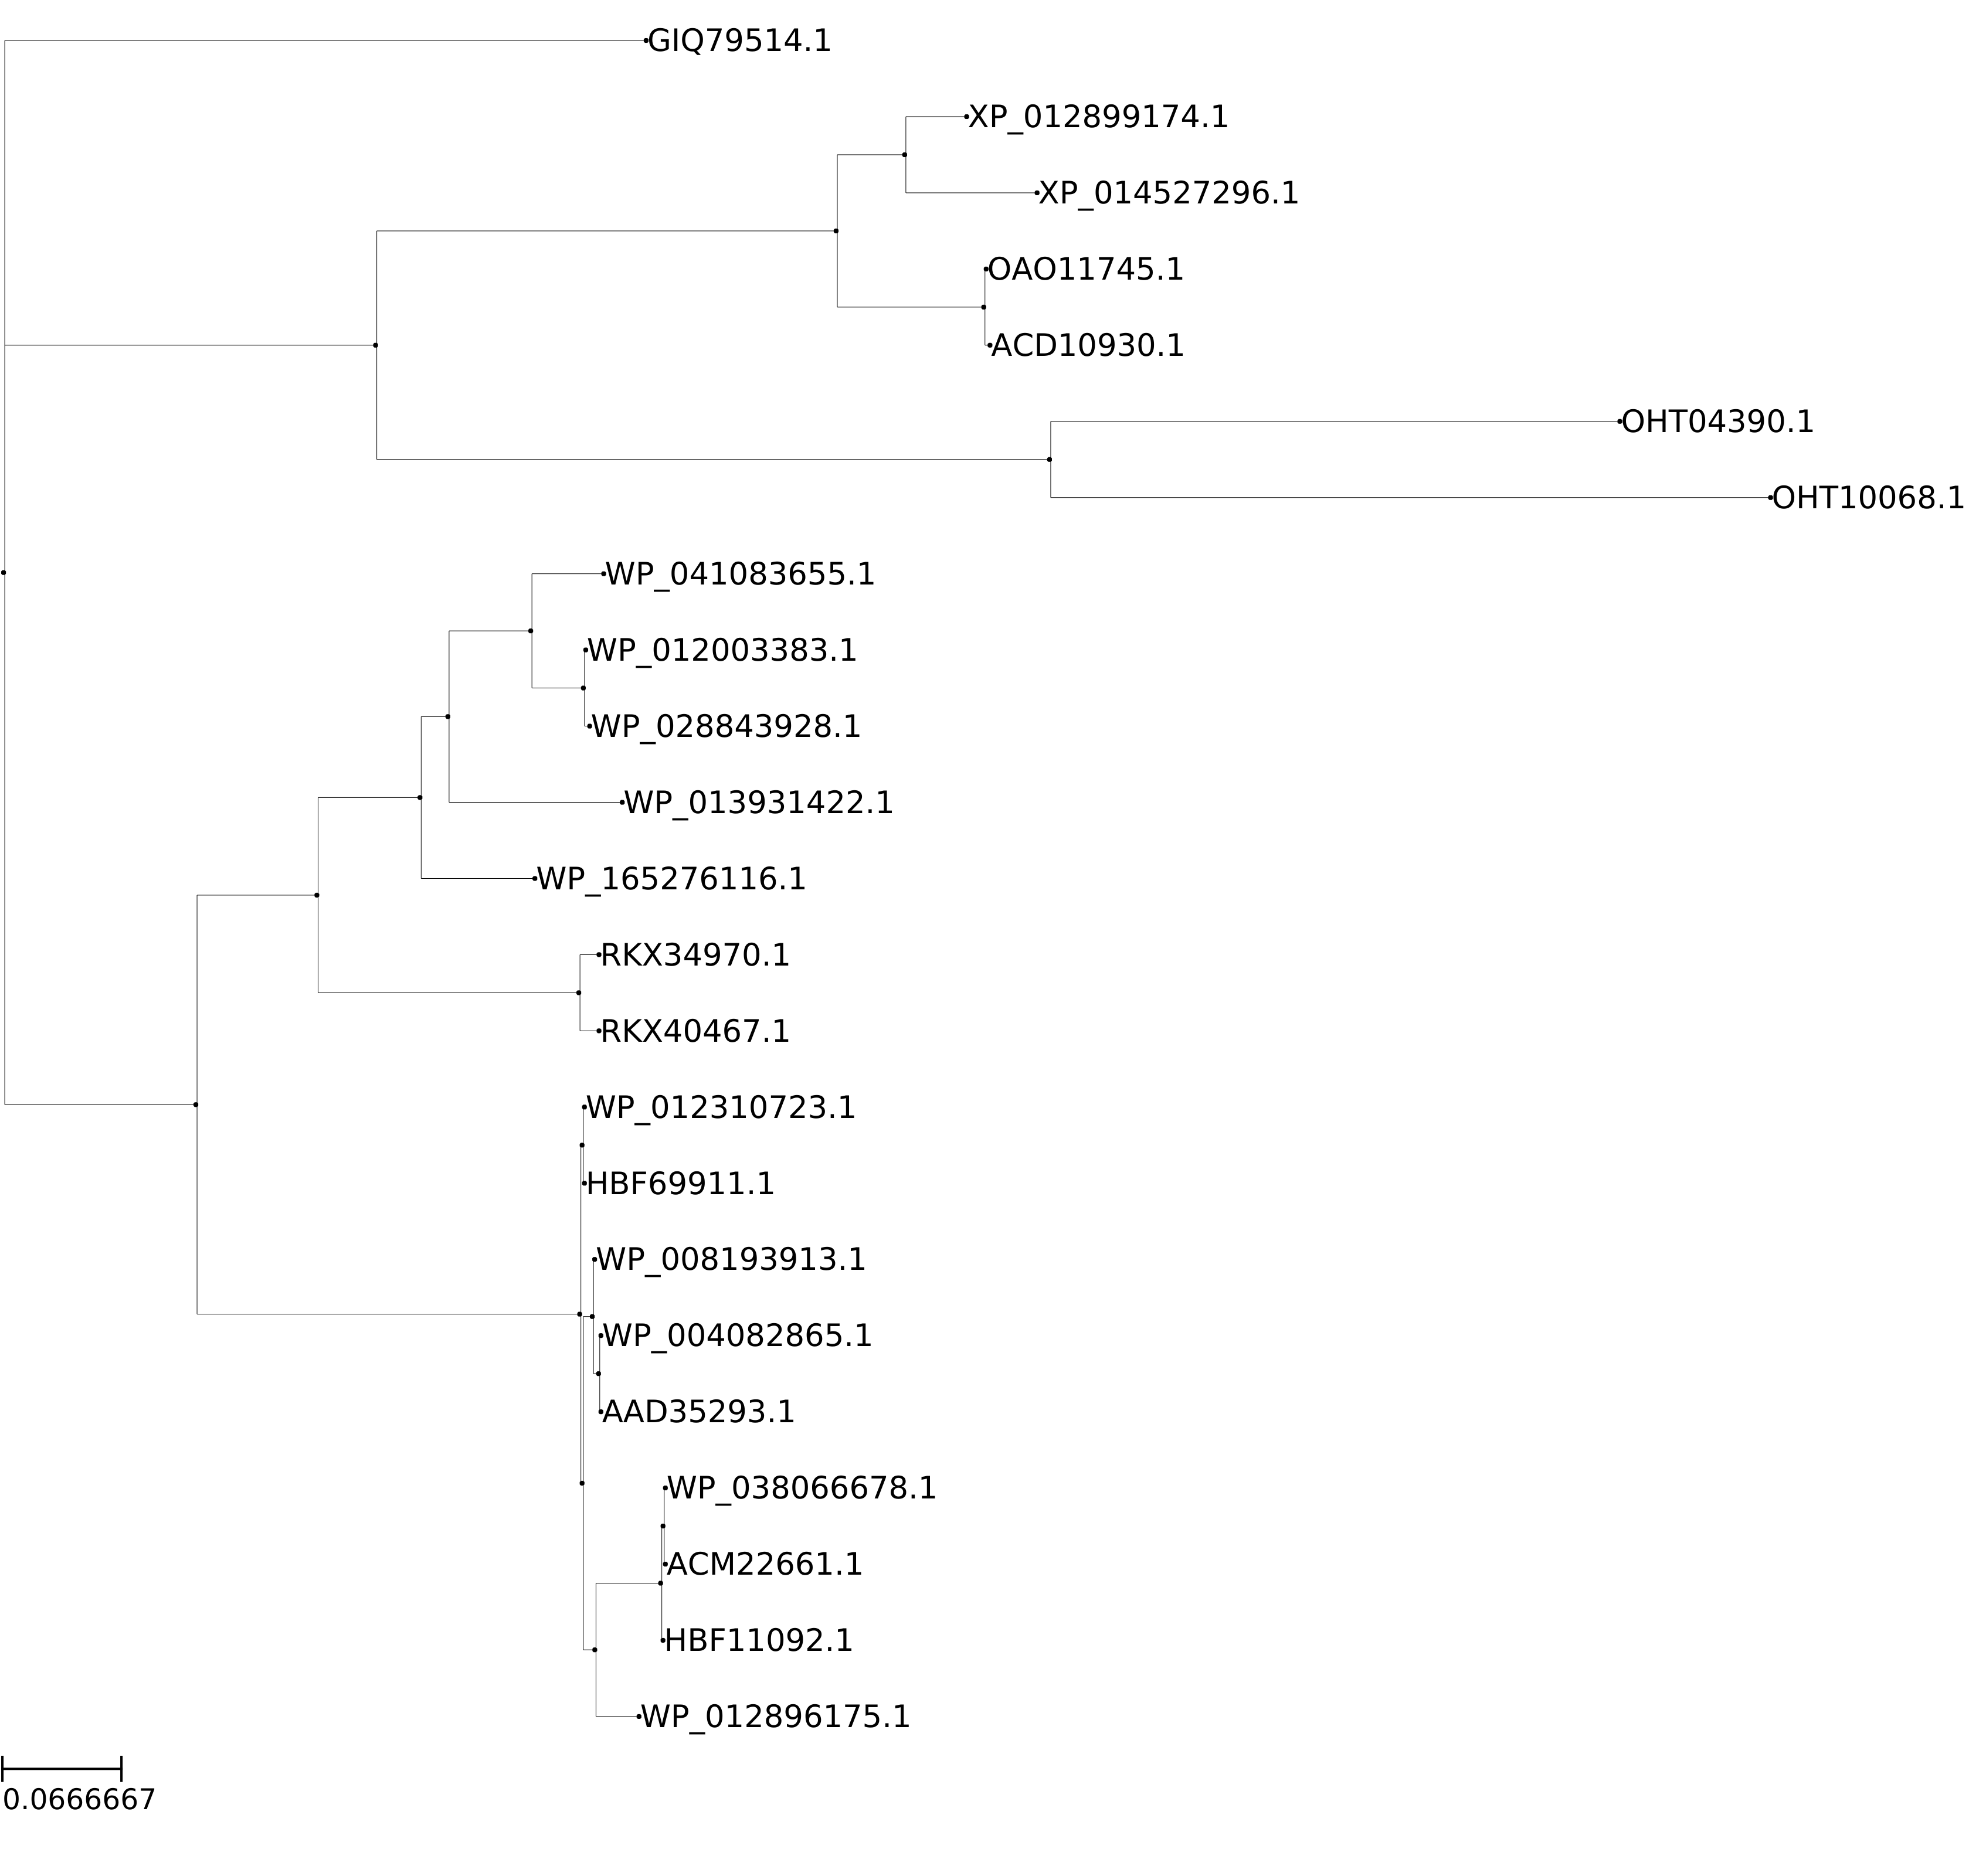 GIQ79514.1
XP_012899174.1
XP_014527296.1
OAO11745.1
ACD10930.1
OHT04390.1
OHT10068.1
WP_041083655.1
WP_012003383.1
WP_028843928.1
WP_013931422.1
WP_165276116.1
RKX34970.1
RKX40467.1
WP_012310723.1
HBF69911.1
WP_008193913.1
WP_004082865.1
AAD35293.1
WP_038066678.1
ACM22661.1
HBF11092.1
WP_012896175.1
0.0666667